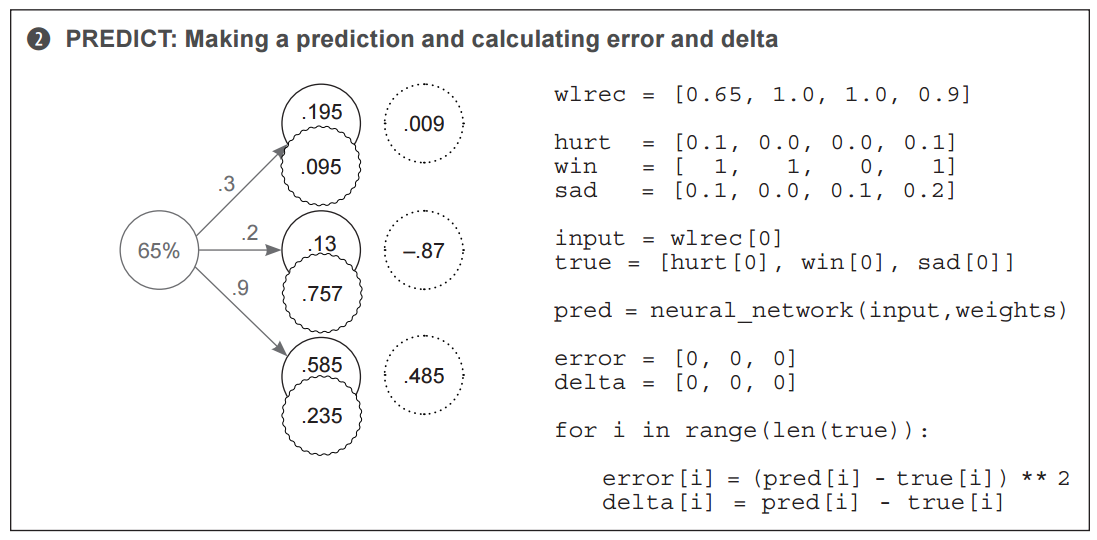 2 PREDICT: Making a prediction and calculating error and delta
.195
.009
.095
.3
.2
65%
.13
–.87
.757
.9
.585
.485
.235
wlrec = [0.65, 1.0, 1.0, 0.9]
hurt = [0.1, 0.0, 0.0, 0.1]
win = [ 1, 1, 0, 1]
sad = [0.1, 0.0, 0.1, 0.2]
input = wlrec[0]
true = [hurt[0], win[0], sad[0]]
pred = neural_network(input,weights)
error = [0, 0, 0]
delta = [0, 0, 0]
for i in range(len(true)):
error[i] = (pred[i] - true[i]) ** 2
delta[i] = pred[i] - true[i]